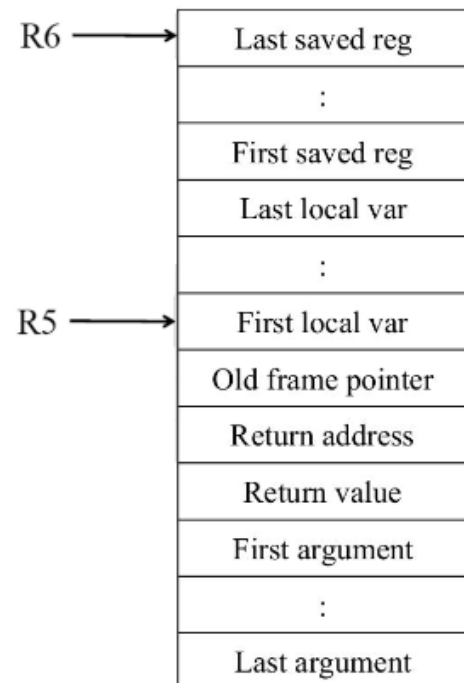 R6
Last saved reg
:
First saved reg
Last local var
:
R5
First local var
Old frame pointer
Return address
Return value
First argument
:
Last argument